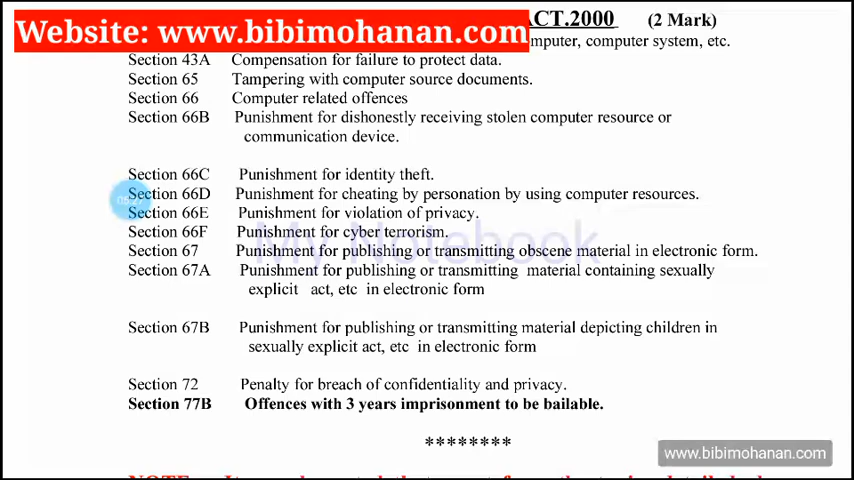 Website: www.bibimohanan.com
ACT.2000 (2 Mark)
computer, computer system, etc.
Section 43A Compensation for failure to protect data.
Section 65 Tampering with computer source documents.
Section 66 Computer related offences
Section 66B Punishment for dishonestly receiving stolen computer resource or
communication device.
Section 66C Punishment for identity theft.
Section 66D Punishment for cheating by personation by using computer resources.
Section 66E Punishment for violation of privacy.
Section 66F Punishment for cyber terrorism.
My Notebook
Section 67 Punishment for publishing or transmitting obscene material in electronic form.
Section 67A Punishment for publishing or transmitting material containing sexually
explicit act, etc in electronic form
Section 67B Punishment for publishing or transmitting material depicting children in
sexually explicit act, etc in electronic form
Section 72 Penalty for breach of confidentiality and privacy.
Section 77B Offences with 3 years imprisonment to be bailable.
********
www.bibimohanan.com